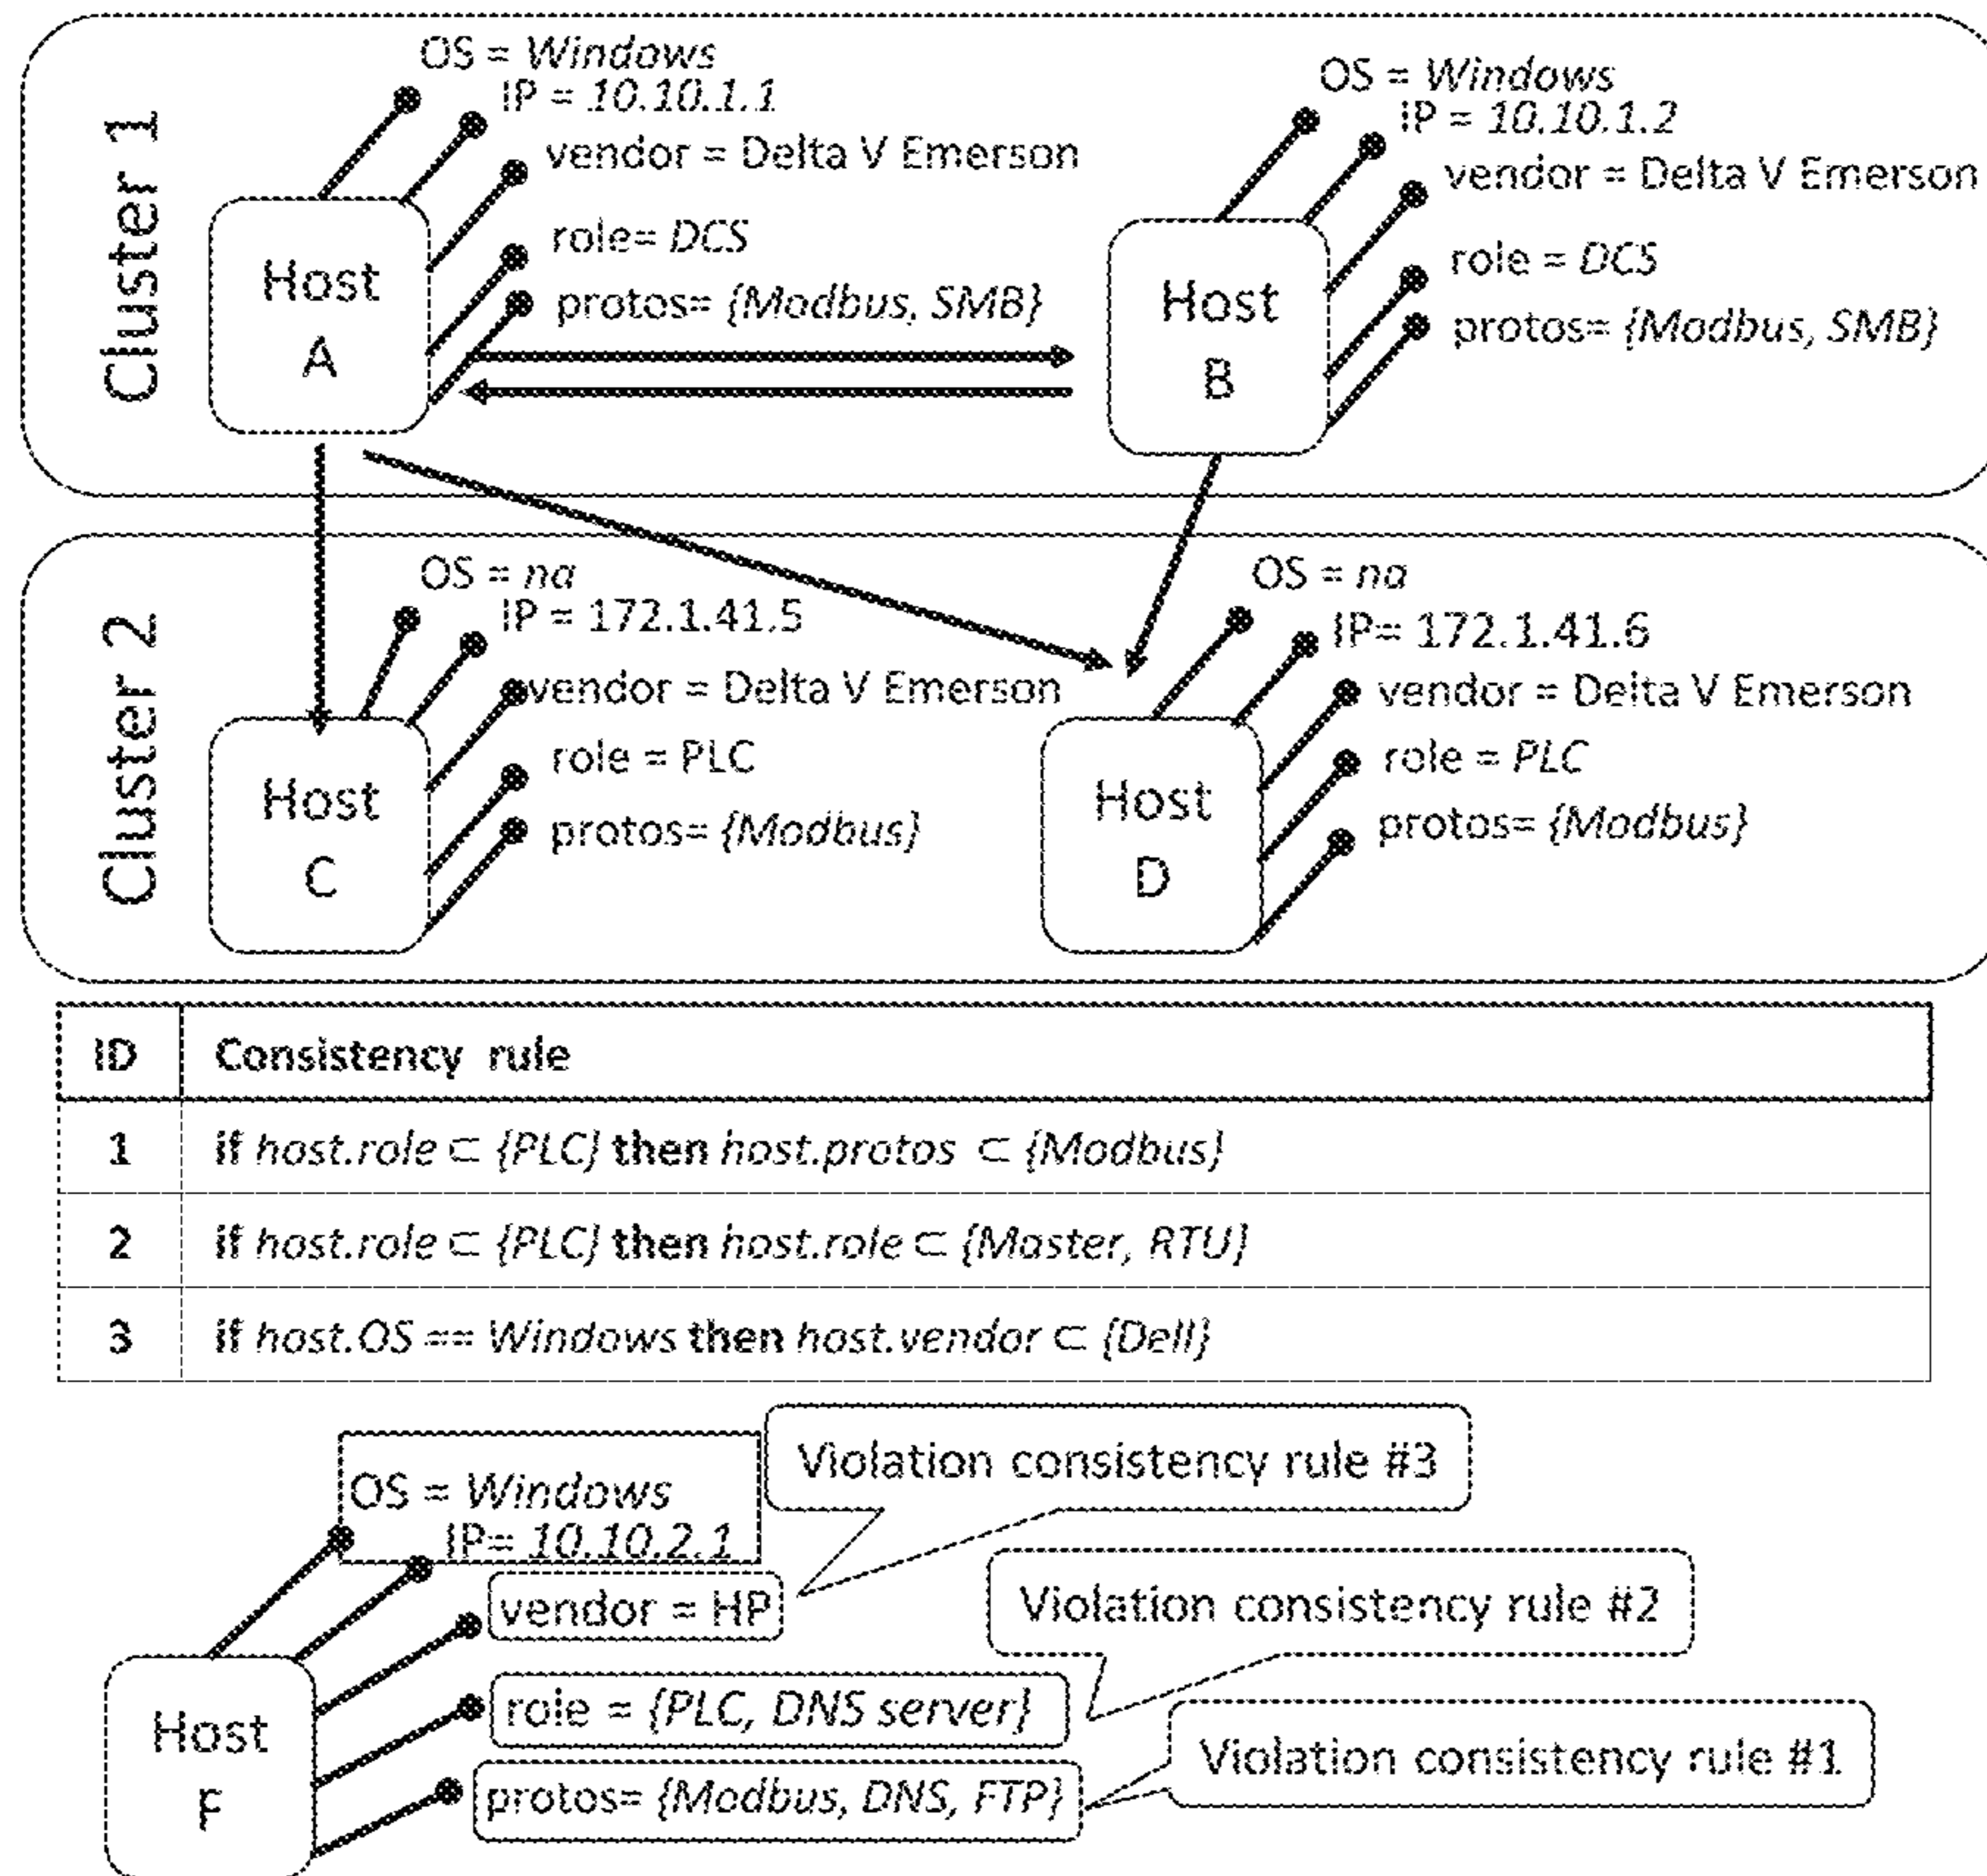 Cluster 1
OS = Windows
IP = 10.10.1.1
vendor = Delta V Emerson
role= DCS
protos= {Modbus, SMB}
Host
A
OS = Windows
IP = 10.10.1.2
vendor = Delta V Emerson
role = DCS
protos= {Modbus, SMB}
Host
B
Cluster 2
OS = na
IP = 172.1.41.5
vendor = Delta V Emerson
role = PLC
protos= {Modbus}
Host
C
OS = na
IP= 172.1.41.6
vendor = Delta V Emerson
role = PLC
protos= {Modbus}
Host
D
ID Consistency rule
1 if host.role ⊂ {PLC} then host.protos ⊂ {Modbus}
2 if host.role ⊂ {PLC} then host.role ⊂ {Master, RTU}
3 if host.OS == Windows then host.vendor ⊂ {Dell}
OS = Windows
IP= 10.10.2.1
vendor = HP
role = {PLC, DNS server}
protos= {Modbus, DNS, FTP}
Host
F
Violation consistency rule #3
Violation consistency rule #2
Violation consistency rule #1